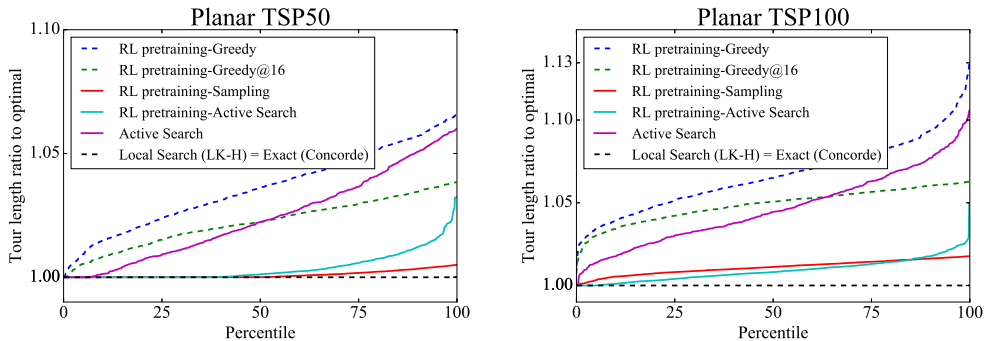 Planar TSP50
1.10
1.05
1.00
Tour length ratio to optimal
RL pretraining-Greedy
RL pretraining-Greedy@16
RL pretraining-Sampling
RL pretraining-Active Search
Active Search
Local Search (LK-H) = Exact (Concorde)
0
25
50
75
100
Percentile
Planar TSP100
1.13
1.10
1.05
1.00
Tour length ratio to optimal
RL pretraining-Greedy
RL pretraining-Greedy@16
RL pretraining-Sampling
RL pretraining-Active Search
Active Search
Local Search (LK-H) = Exact (Concorde)
0
25
50
75
100
Percentile